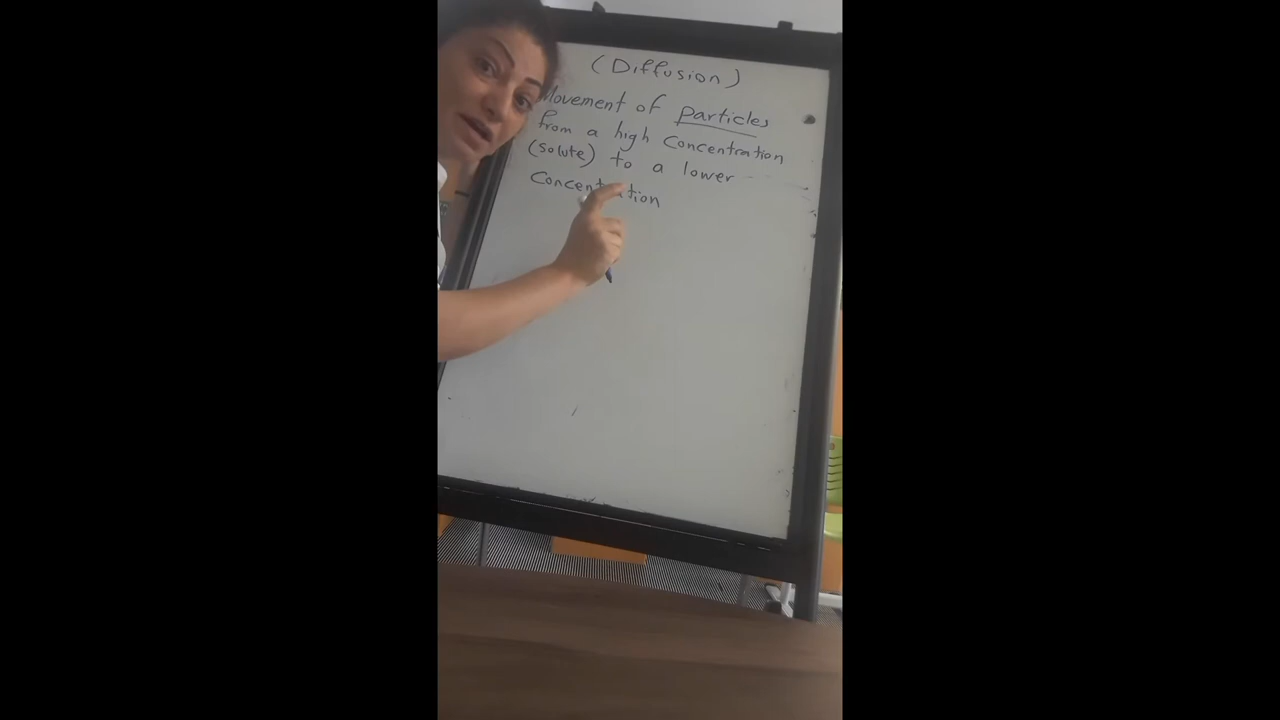 (Diffusion)
Movement of particles
from a high concentration
(solute) to a lower
Concentration